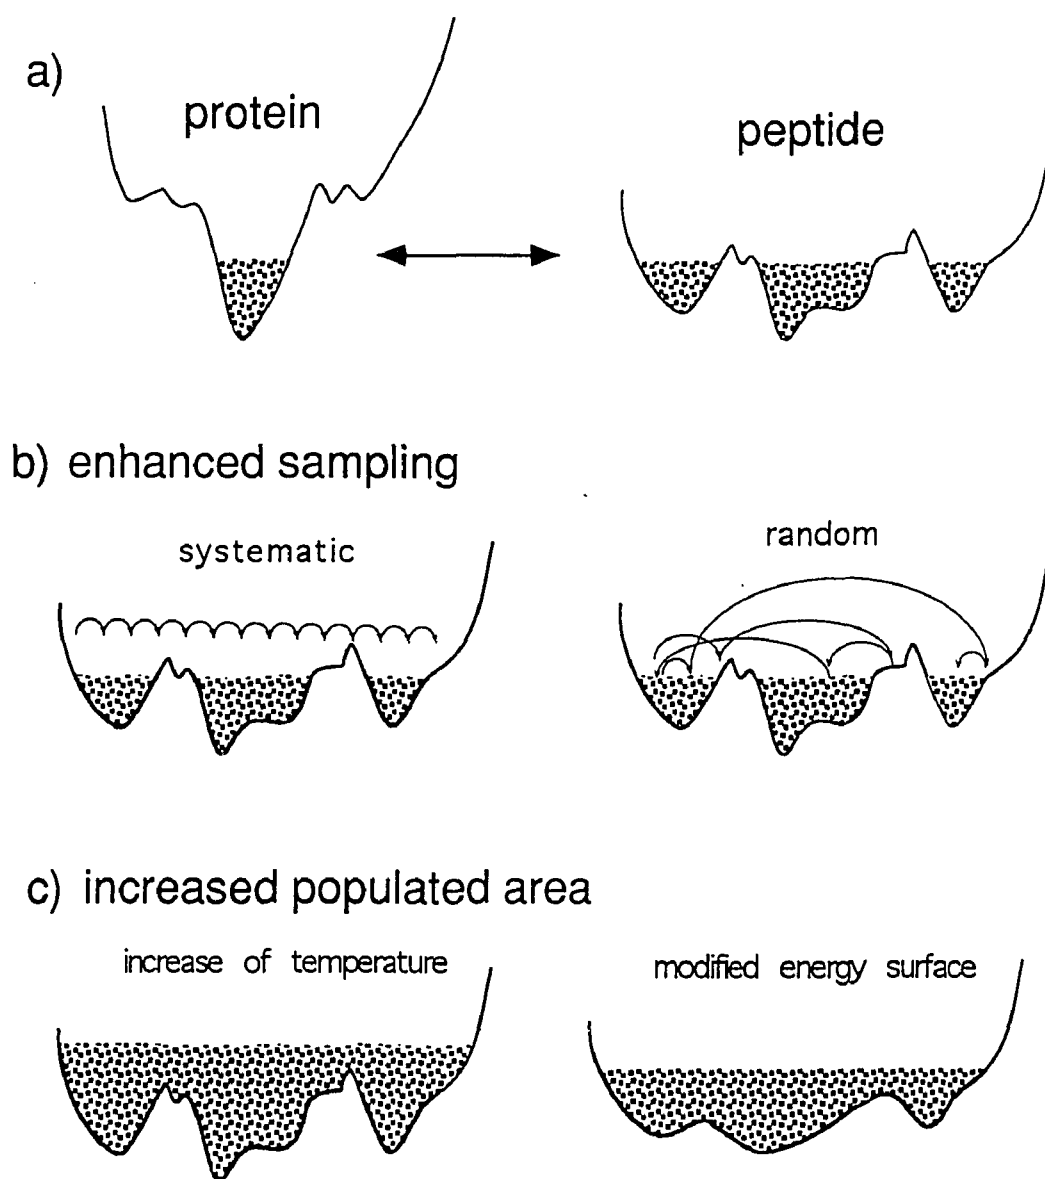 a)
protein
peptide
b) enhanced sampling
systematic
random
c) increased populated area
increase of temperature
modified energy surface